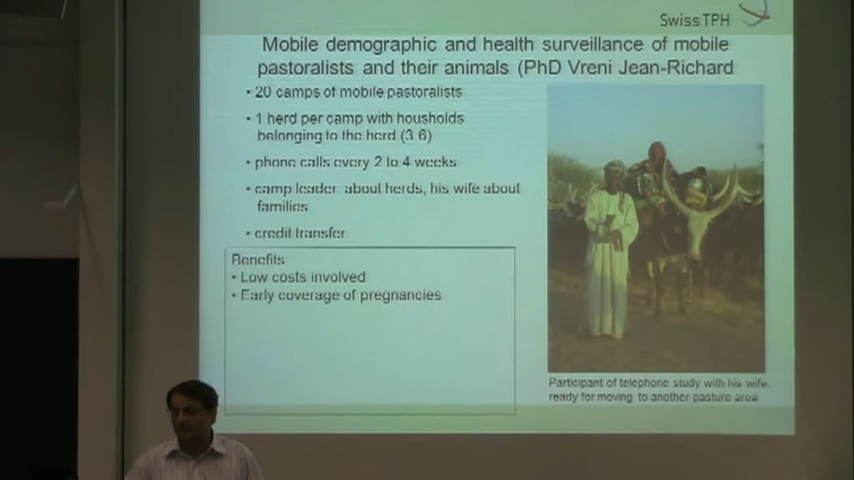 SwissTPH
Mobile demographic and health surveillance of mobile
pastoralists and their animals (PhD Vreni Jean-Richard
• 20 camps of mobile pastoralists
• 1 herd per camp with housholds
belonging to the herd (3.6)
• phone calls every 2 to 4 weeks
• camp leader: about herds, his wife about
families
• credit transfer
Benefits:
• Low costs involved
• Early coverage of pregnancies
Participant of telephone study with his wife,
ready for moving to another pasture area